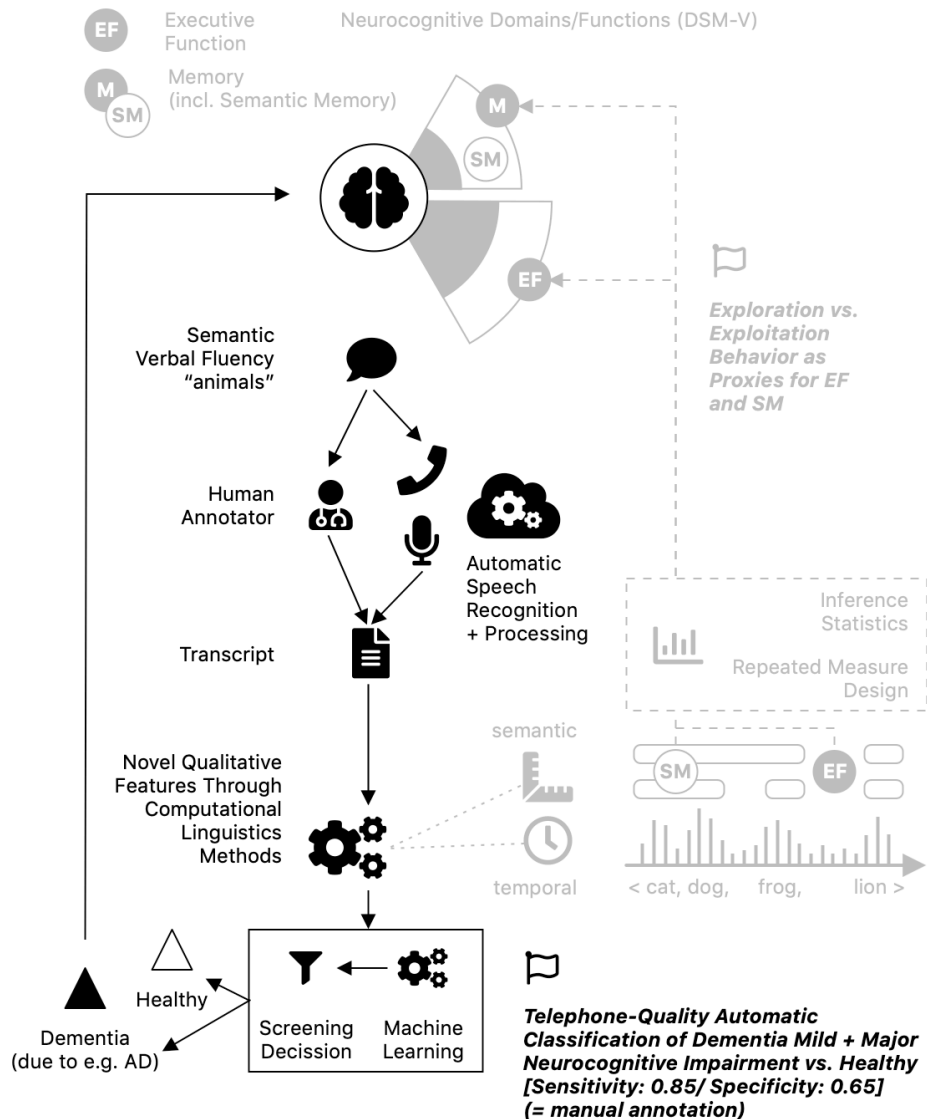 EF
Executive
Function
Neurocognitive Domains/Functions (DSM-V)
M
SM
Memory
(incl. Semantic Memory)
M
SM
EF
Exploration vs.
Exploitation
Behavior as
Proxies for EF
and SM
Semantic
Verbal Fluency
“animals”
Human
Annotator
Automatic
Speech
Recognition
+ Processing
Transcript
Inference
Statistics
Repeated Measure
Design
Novel Qualitative
Features Through
Computational
Linguistics
Methods
semantic
temporal
SM
EF
< cat, dog, frog, lion >
Healthy
Dementia
(due to e.g. AD)
Screening
Decission
Machine
Learning
Telephone-Quality Automatic
Classification of Dementia Mild + Major
Neurocognitive Impairment vs. Healthy
[Sensitivity: 0.85/ Specificity: 0.65]
(= manual annotation)